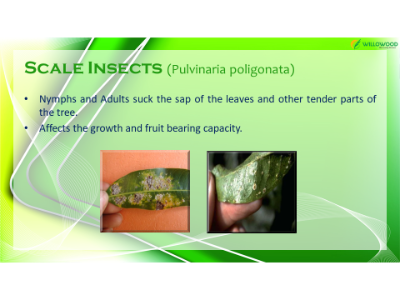 WILLOWOOD
SCALE INSECTS (Pulvinaria poligonata)
• Nymphs and Adults suck the sap of the leaves and other tender parts of
the tree.
• Affects the growth and fruit bearing capacity.